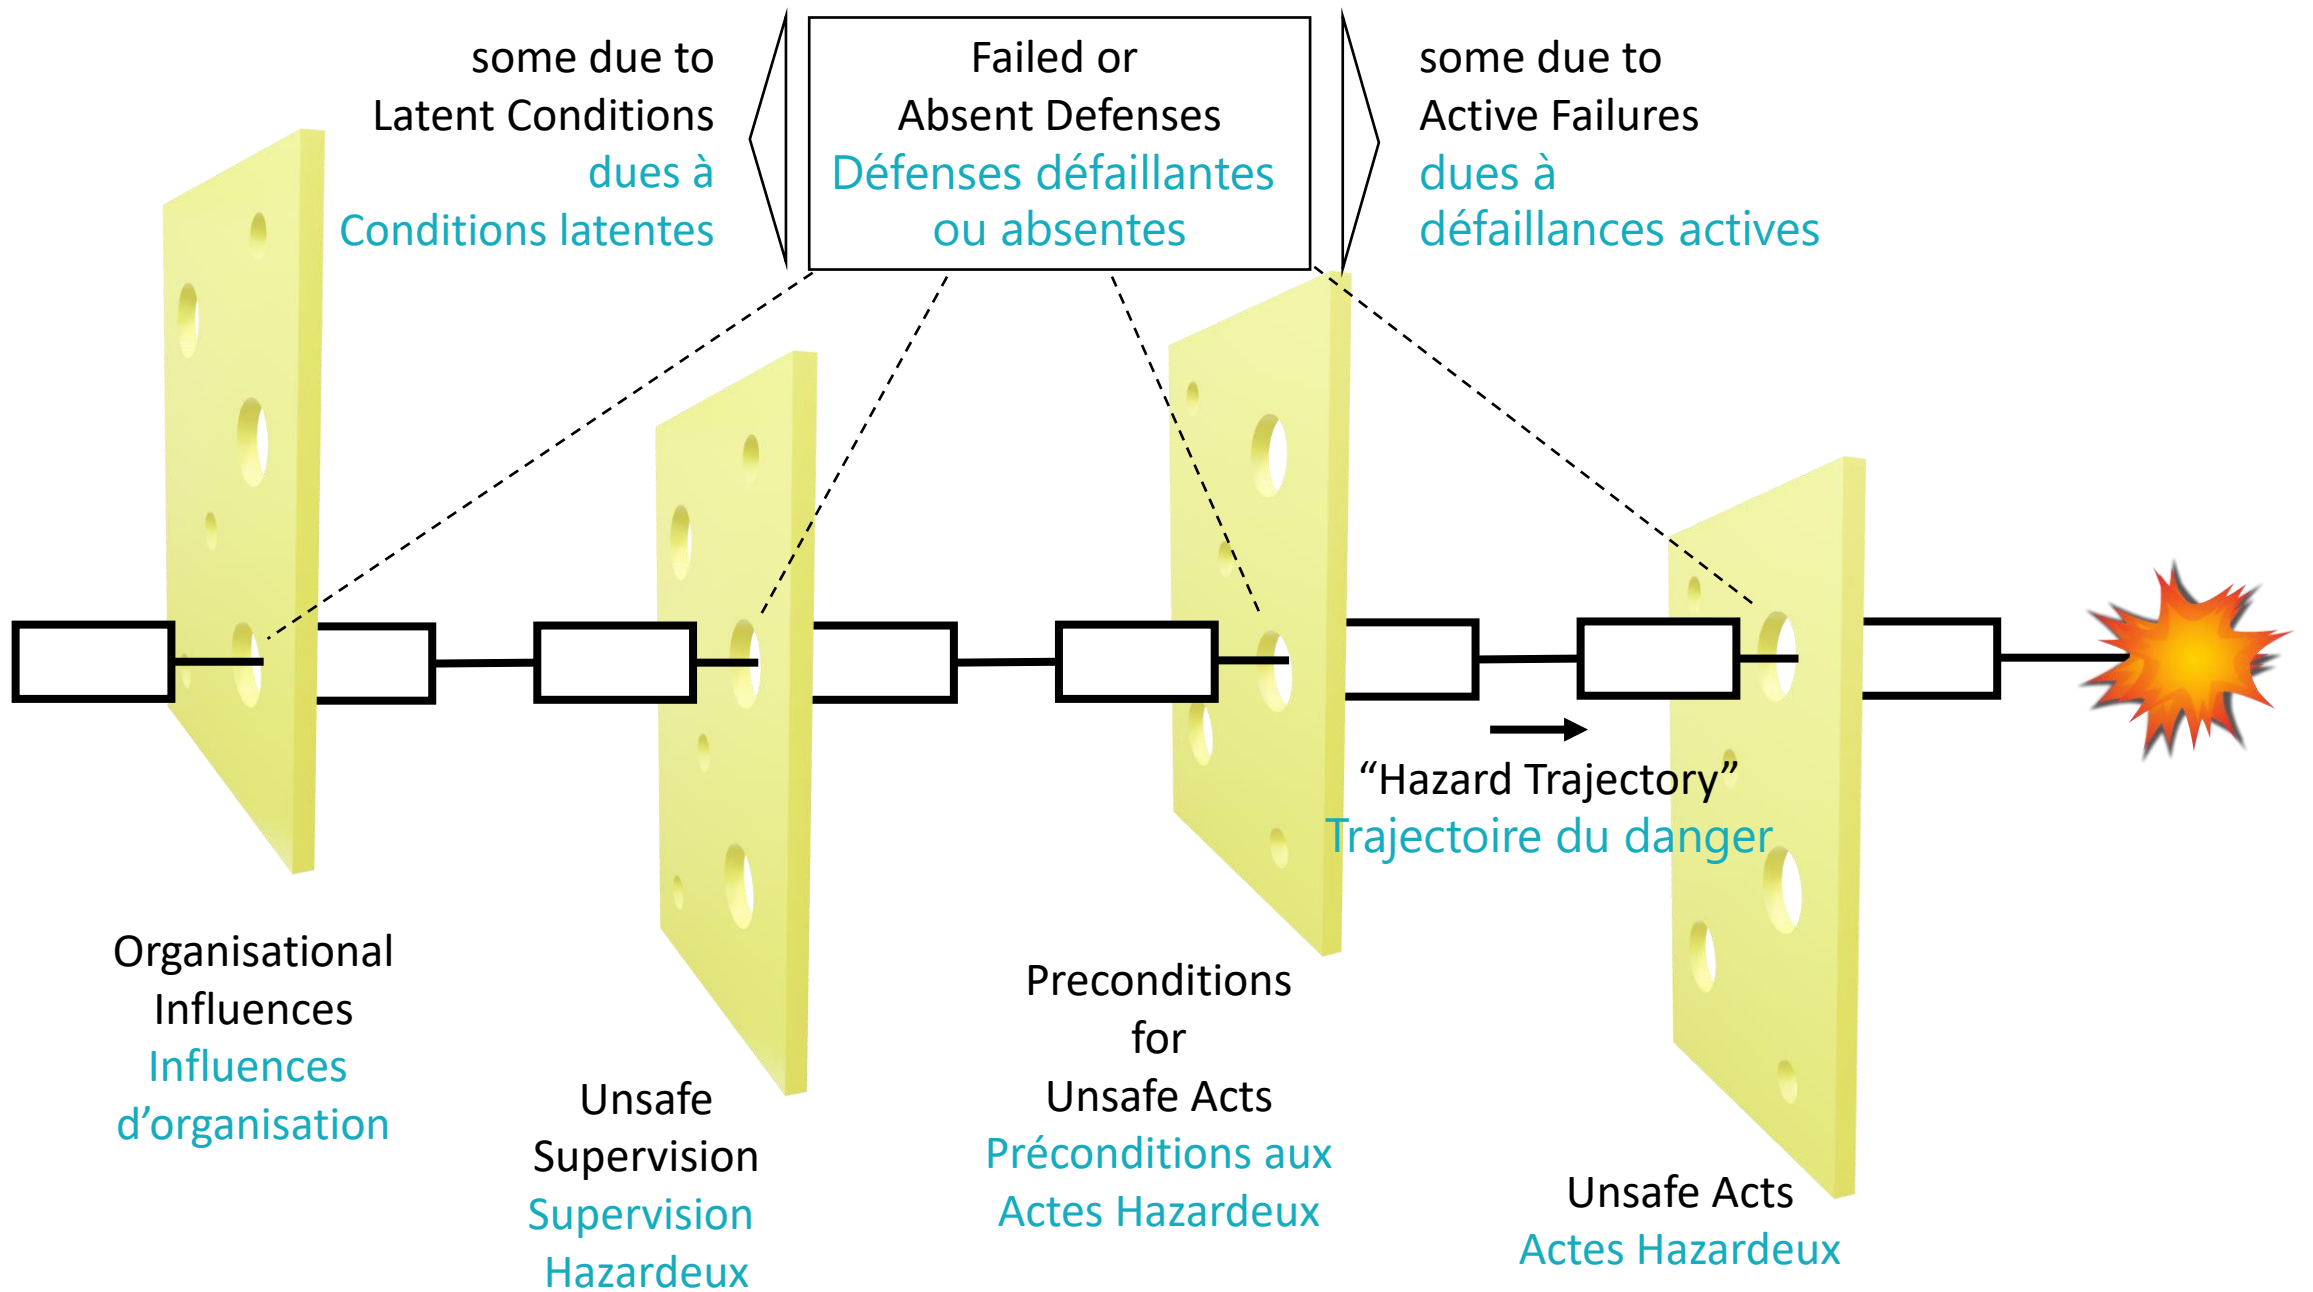 some due to
Latent Conditions
dues à
Conditions latentes
Failed or
Absent Defenses
Défenses défaillantes
ou absentes
some due to
Active Failures
dues à
défaillances actives
“Hazard Trajectory”
Trajectoire du danger
Organisational
Influences
Influences
d’organisation
Unsafe
Supervision
Supervision
Hazardeux
Preconditions
for
Unsafe Acts
Préconditions aux
Actes Hazardeux
Unsafe Acts
Actes Hazardeux